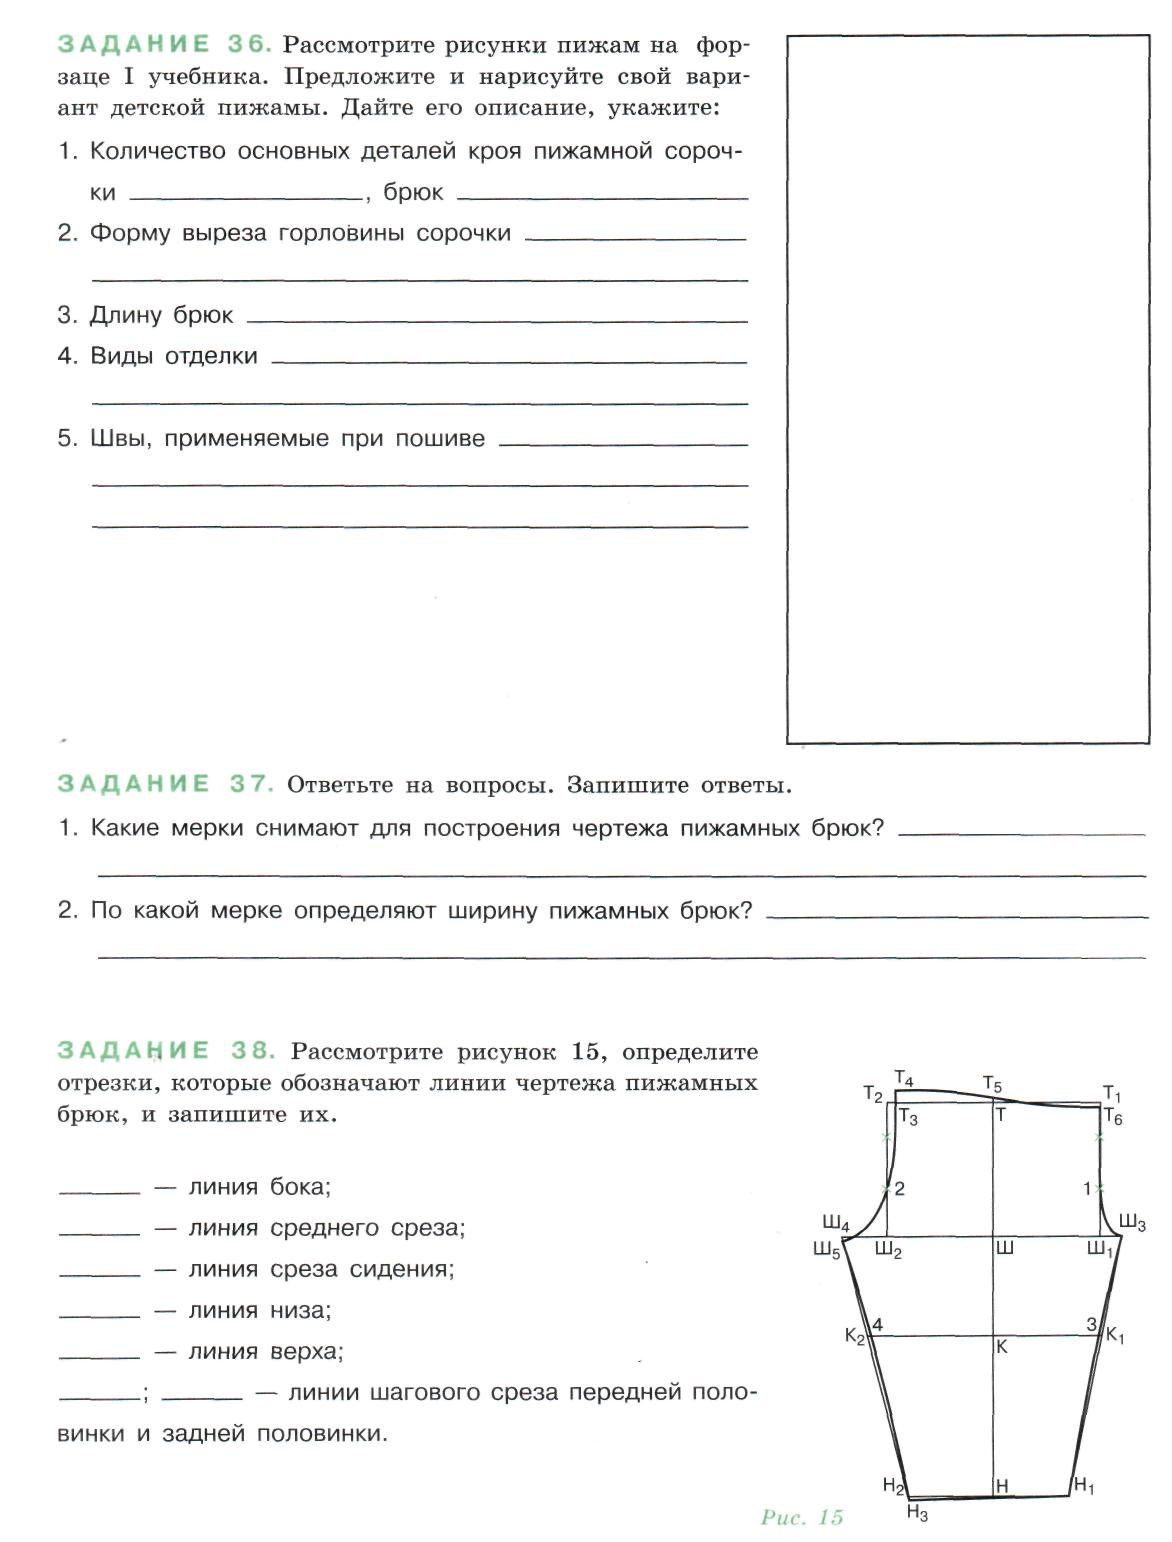 ЗАДАНИЕ 36. Рассмотрите рисунки пижам на фор-
заце I учебника. Предложите и нарисуйте свой вари-
ант детской пижамы. Дайте его описание, укажите:
1. Количество основных деталей кроя пижамной сороч-
ки ____________, брюк ____________
2. Форму выреза горловины сорочки ____________
3. Длину брюк ____________
4. Виды отделки ____________
5. Швы, применяемые при пошиве ____________
ЗАДАНИЕ 37. Ответьте на вопросы. Запишите ответы.
1. Какие мерки снимают для построения чертежа пижамных брюк? ____________
2. По какой мерке определяют ширину пижамных брюк? ____________
ЗАДАНИЕ 38. Рассмотрите рисунок 15, определите
отрезки, которые обозначают линии чертежа пижамных
брюк, и запишите их.
______ — линия бока;
______ — линия среднего среза;
______ — линия среза сидения;
______ — линия низа;
______ — линия верха;
______; ______ — линии шагового среза передней поло-
винки и задней половинки.
Т4 Т5
Т2 Т1
Т3 Т Т6
2 1
Ш4 Ш3
Ш5 Ш2 Ш Ш1
4 3
К2 К К1
Н2 Н Н1
Н3
Рис. 15